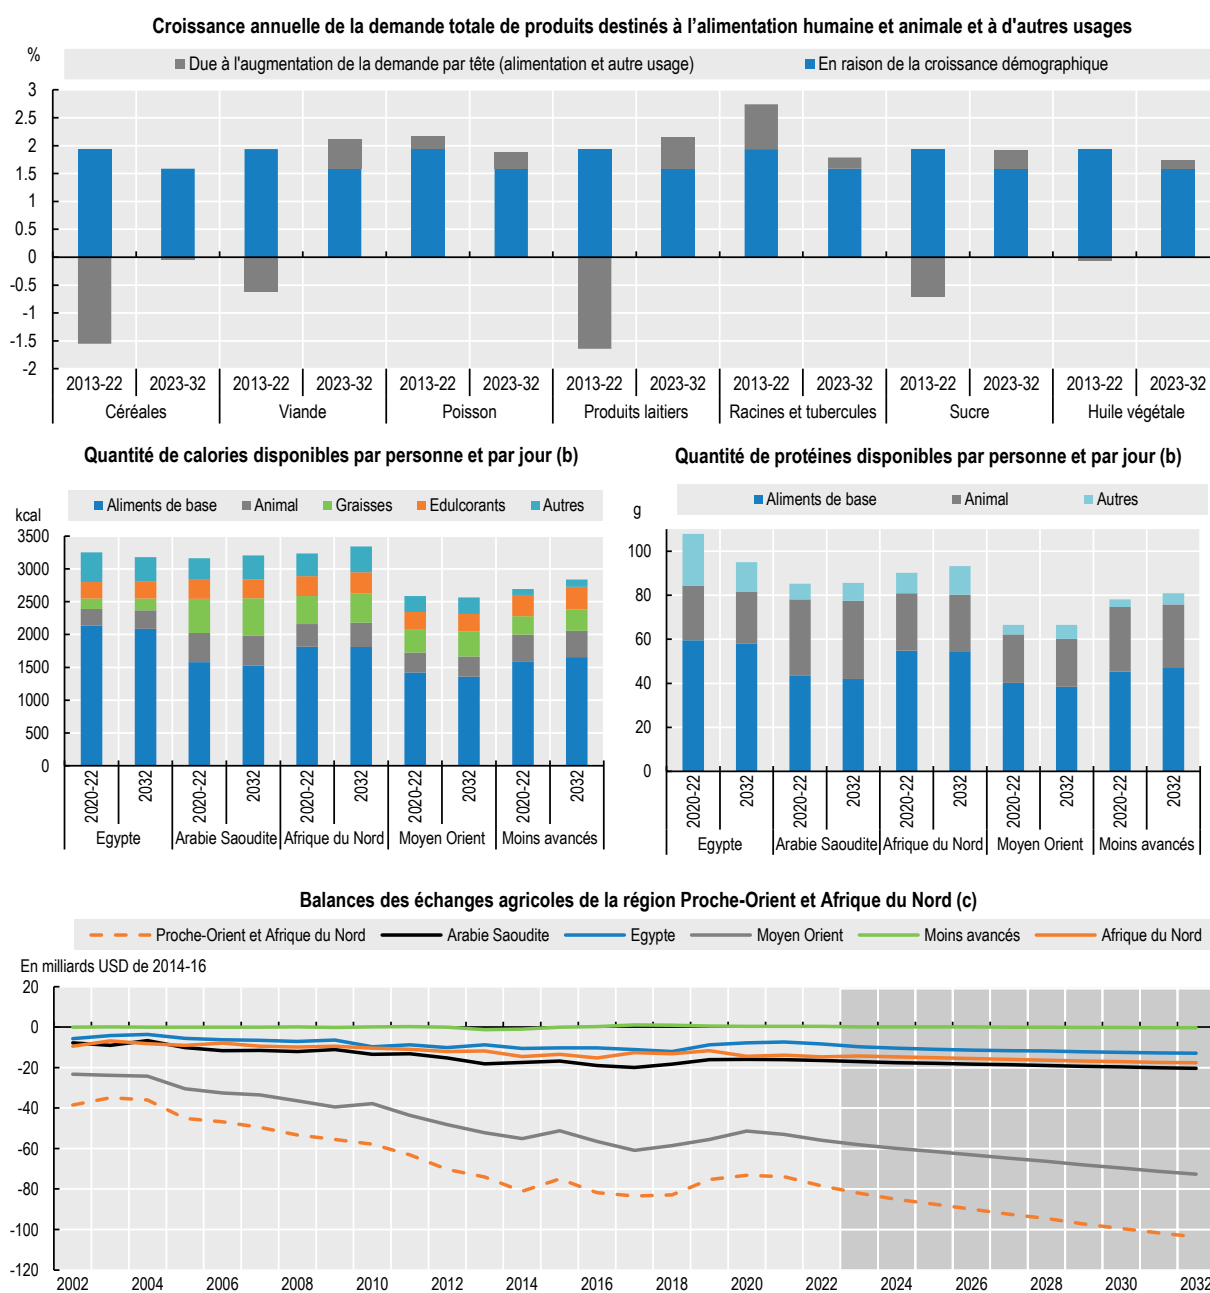 Croissance annuelle de la demande totale de produits destinés à l'alimentation humaine et animale et à d'autres usages
%
Due à l'augmentation de la demande par tête (alimentation et autre usage) En raison de la croissance démographique
3
2.5
2
1.5
1
0.5
0
-0.5
-1
-1.5
-2
2013-22 2023-32 2013-22 2023-32 2013-22 2023-32 2013-22 2023-32 2013-22 2023-32 2013-22 2023-32 2013-22 2023-32
Céréales Viande Poisson Produits laitiers Racines et tubercules Sucre Huile végétale
Quantité de calories disponibles par personne et par jour (b)
Aliments de base Animal Graisses Edulcorants Autres
kcal
3500
3000
2500
2000
1500
1000
500
0
2020-22 2032 2020-22 2032 2020-22 2032 2020-22 2032 2020-22 2032
Egypte Arabie Saoudite Afrique du Nord Moyen Orient Moins avancés
Quantité de protéines disponibles par personne et par jour (b)
Aliments de base Animal Autres
g
100
80
60
40
20
0
2020-22 2032 2020-22 2032 2020-22 2032 2020-22 2032 2020-22 2032
Egypte Arabie Saoudite Afrique du Nord Moyen Orient Moins avancés
Balances des échanges agricoles de la région Proche-Orient et Afrique du Nord (c)
Proche-Orient et Afrique du Nord Arabie Saoudite Egypte Moyen Orient Moins avancés Afrique du Nord
En milliards USD de 2014-16
20
0
-20
-40
-60
-80
-100
-120
2002 2004 2006 2008 2010 2012 2014 2016 2018 2020 2022 2024 2026 2028 2030 2032